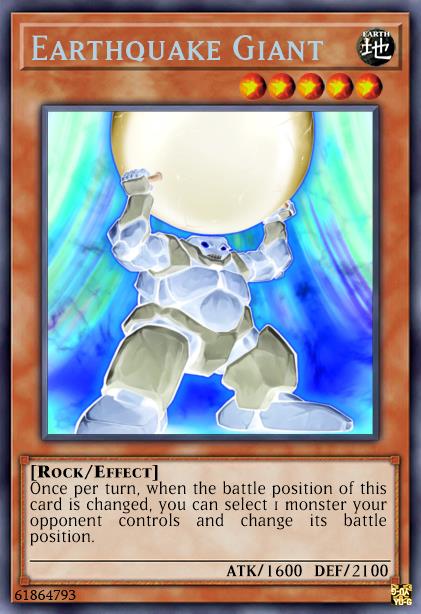 EARTHQUAKE GIANT
EARTH
地
[ROCK/EFFECT]
Once per turn, when the battle position of this
card is changed, you can select 1 monster your
opponent controls and change its battle
position.
ATK/1600 DEF/2100
61864793